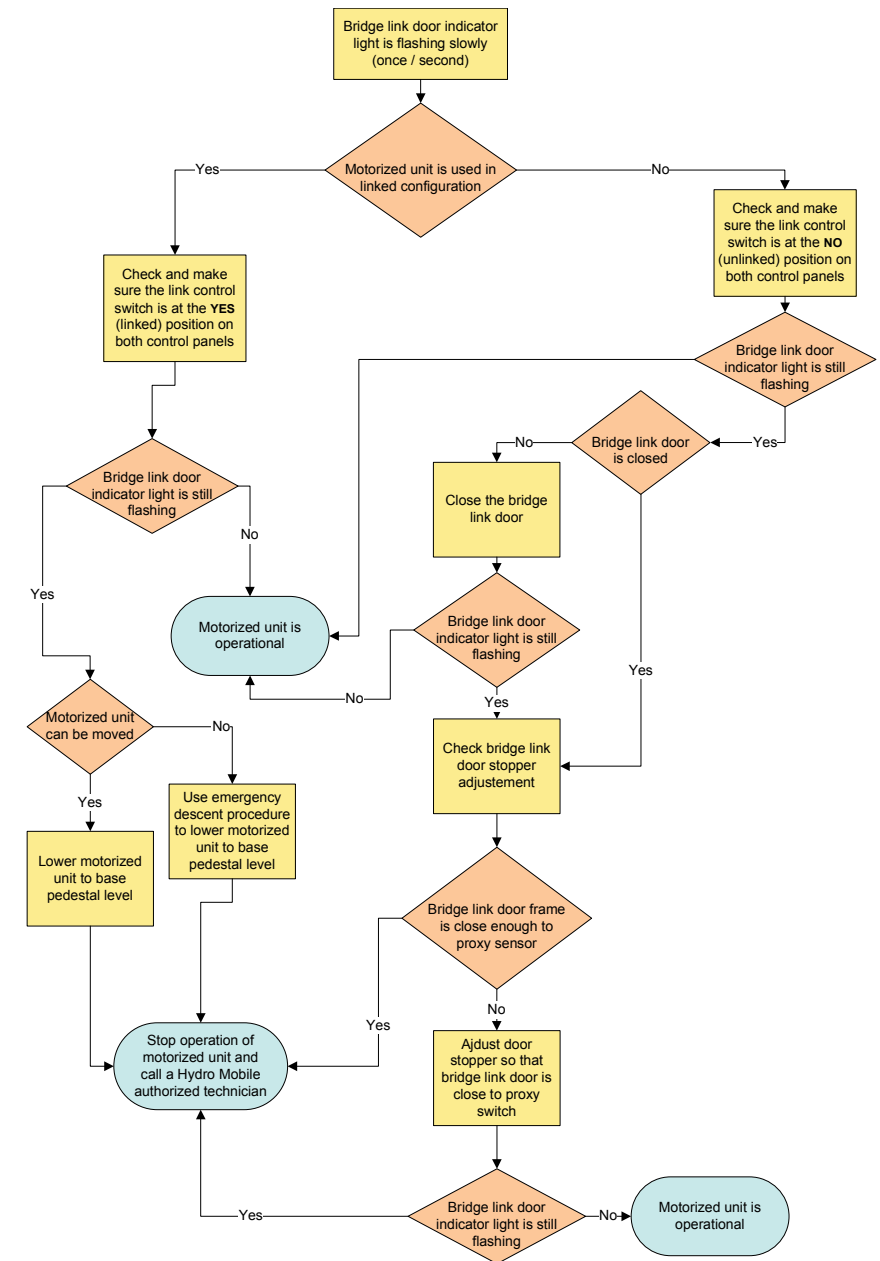 Bridge link door indicator
light is flashing slowly
(once / second)
Motorized unit is used in
linked configuration
Yes
No
Check and make
sure the link control
switch is at the NO
(unlinked) position on
both control panels
Check and make
sure the link control
switch is at the YES
(linked) position on
both control panels
Bridge link door
indicator light is still
flashing
Yes
Bridge link door
is closed
No
Bridge link door
indicator light is still
flashing
No
Close the bridge
link door
Yes
Motorized unit is
operational
Bridge link door
indicator light is still
flashing
No
Yes
Yes
Motorized unit
can be moved
No
Check bridge link
door stopper
adjustement
Yes
Use emergency
descent procedure
to lower motorized
unit to base
pedestal level
Lower motorized
unit to base
pedestal level
Bridge link door frame
is close enough to
proxy sensor
No
Yes
Stop operation of
motorized unit and
call a Hydro Mobile
authorized technician
Ajdust door
stopper so that
bridge link door is
close to proxy
switch
Bridge link door
indicator light is still
flashing
Yes
No
Motorized unit is
operational